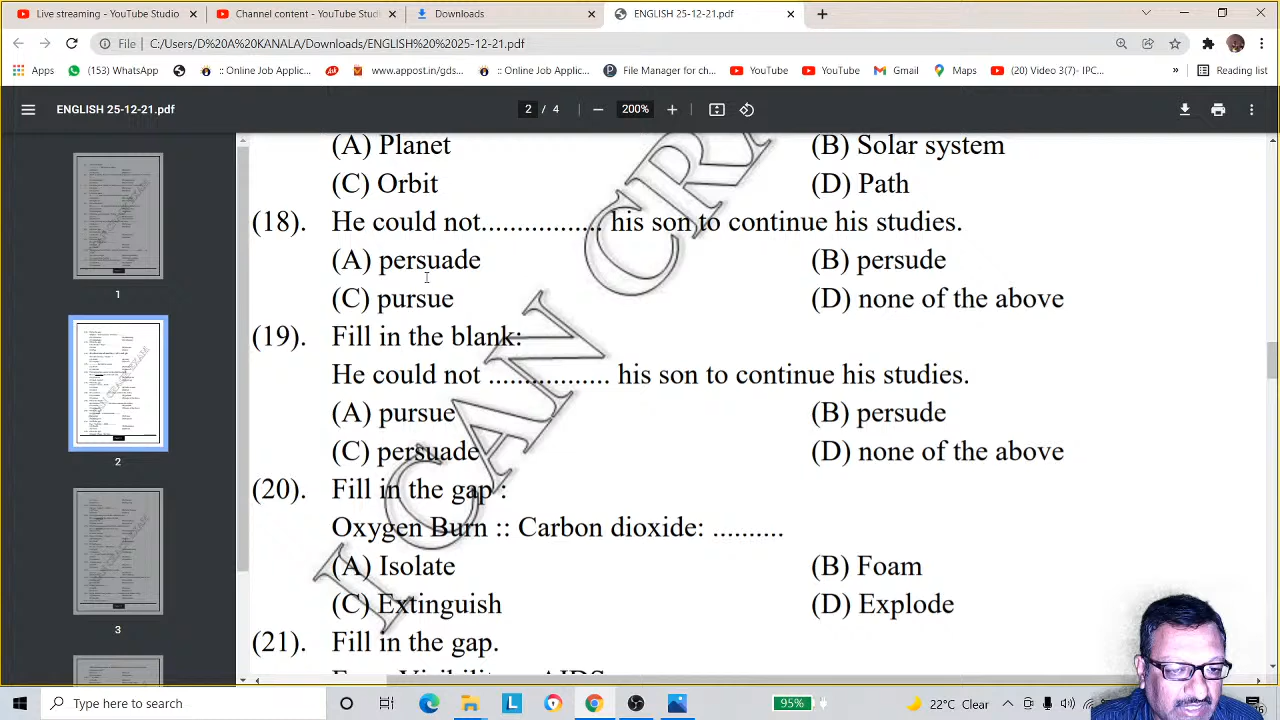 Live streaming - YouTube Studio
Channel content - YouTube Studio
Downloads
ENGLISH 25-12-21.pdf
File | C:/Users/D%20A%20KANALA/Downloads/ENGLISH%20%2025-12-21.pdf
Apps
(153) WhatsApp
:: Online Job Applic...
www.appost.in/gds...
:: Online Job Applic...
File Manager for ch...
YouTube
YouTube
Gmail
Maps
(20) Video 3(7)- IPC...
»
Reading list
ENGLISH 25-12-21.pdf
2 / 4
200%
(A) Planet (B) Solar system
(C) Orbit (D) Path
(18). He could not................. his son to continue his studies.
(A) persuade (B) persude
(C) pursue (D) none of the above
(19). Fill in the blank:
He could not ................. his son to continue his studies.
(A) pursue (B) persude
(C) persuade (D) none of the above
(20). Fill in the gap :
Oxygen Burn :: Carbon dioxide: ..........
(A) Isolate (B) Foam
(C) Extinguish (D) Explode
(21). Fill in the gap.
I CAN CR
1
2
3
Type here to search
95%
22°C Clear